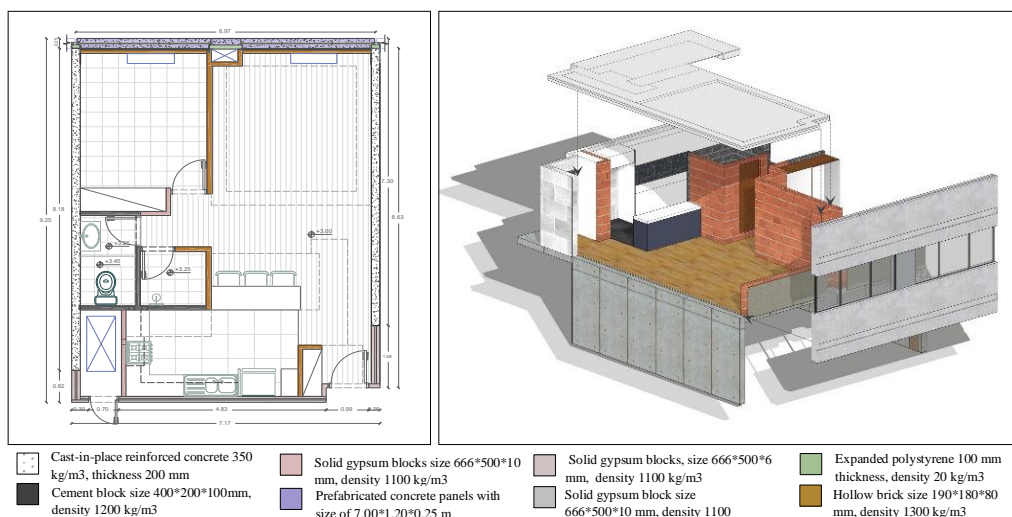 6.97
9.25
8.18
8.63
7.30
+3.00
+3.45
+3.25
0.82
0.70
4.83
0.99
7.17
Cast-in-place reinforced concrete 350
kg/m3, thickness 200 mm
Cement block size 400*200*100mm,
density 1200 kg/m3
Solid gypsum blocks size 666*500*10
mm, density 1100 kg/m3
Prefabricated concrete panels with
size of 7.00*1.20*0.25 m
Solid gypsum blocks, size 666*500*6
mm, density 1100 kg/m3
Solid gypsum block size
666*500*10 mm, density 1100
Expanded polystyrene 100 mm
thickness, density 20 kg/m3
Hollow brick size 190*180*80
mm, density 1300 kg/m3